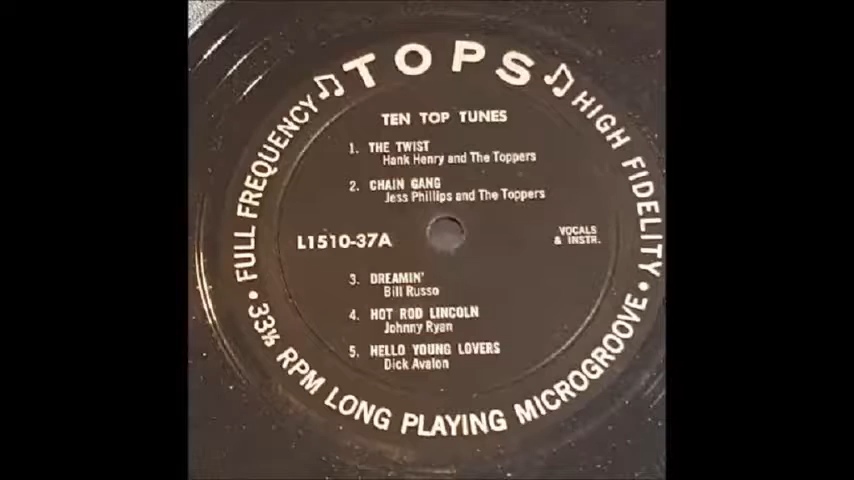 TOPS
FULL FREQUENCY
HIGH FIDELITY
TEN TOP TUNES
1. THE TWIST
Hank Henry and The Toppers
2. CHAIN GANG
Jess Phillips and The Toppers
L1510-37A
VOCALS
& INSTR.
3. DREAMIN'
Bill Russo
4. HOT ROD LINCOLN
Johnny Ryan
5. HELLO YOUNG LOVERS
Dick Avalon
• 33⅓ RPM LONG PLAYING MICROGROOVE •